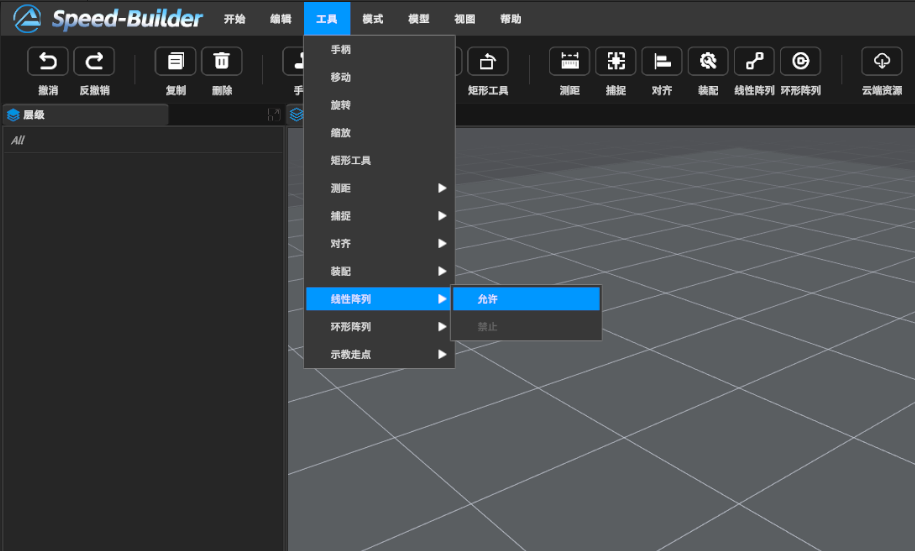 Speed-Builder 开始 编辑 工具 模式 模型 视图 帮助
撤消 反撤销 复制 删除 手 矩形工具 测距 捕捉 对齐 装配 线性阵列 环形阵列 云端资源
层级
All
手柄
移动
旋转
缩放
矩形工具
测距
捕捉
对齐
装配
线性阵列
允许
环形阵列
禁止
示教走点